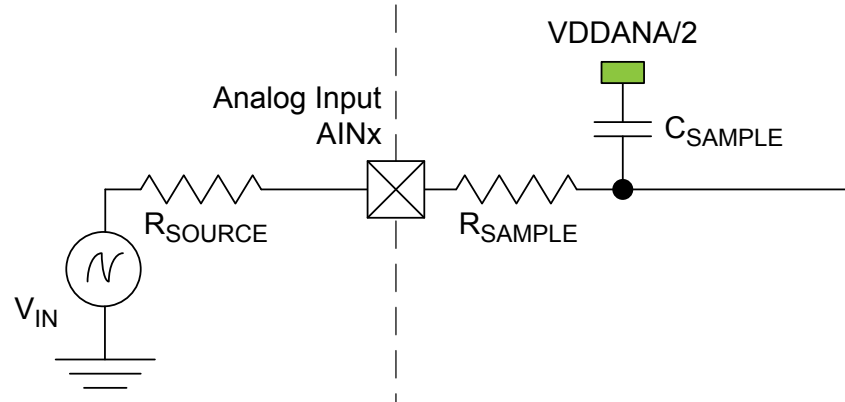 VDDANA/2
Analog Input
AINx
CSAMPLE
RSOURCE
RSAMPLE
VIN